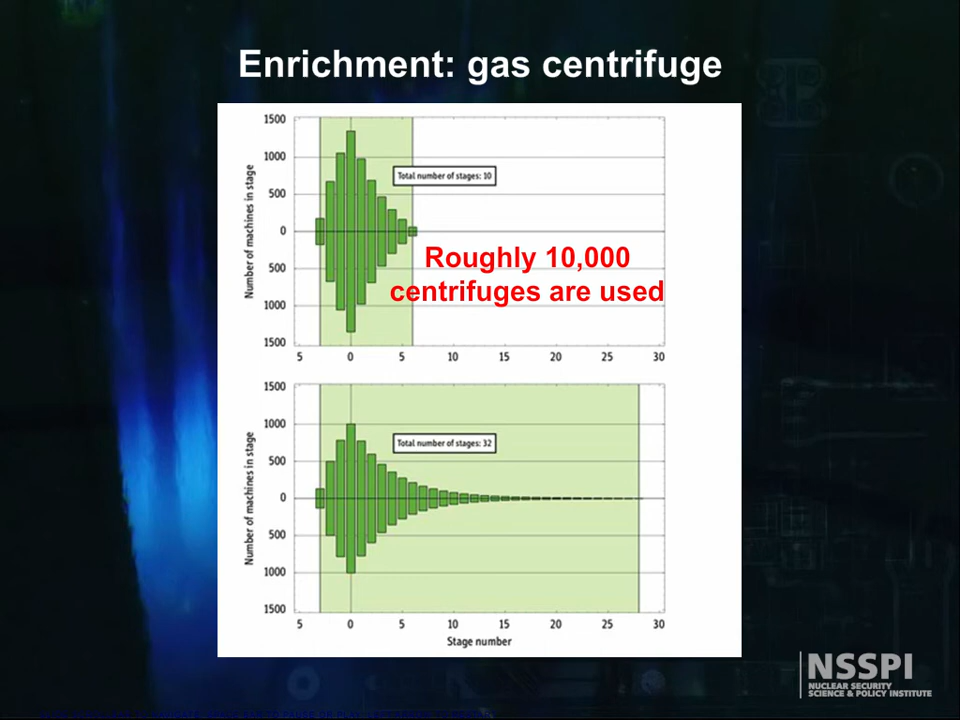 Enrichment: gas centrifuge
1500
1000
500
0
500
1000
1500
Number of machines in stage
Total number of stages: 10
Roughly 10,000
centrifuges are used
5 0 5 10 15 20 25 30
1500
1000
500
0
500
1000
1500
Number of machines in stage
Total number of stages: 32
5 0 5 10 15 20 25 30
Stage number
NSSPI
NUCLEAR SECURITY
SCIENCE & POLICY INSTITUTE